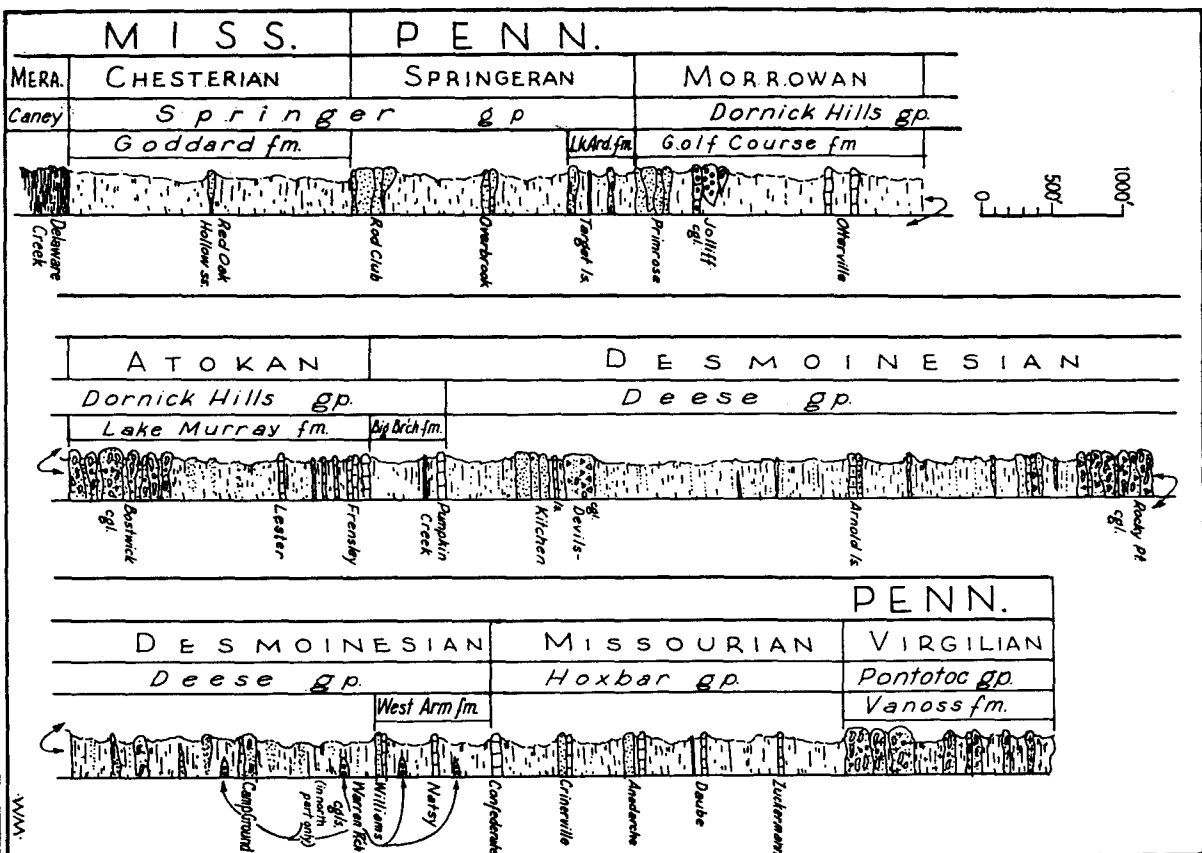 MISS. PENN.
MERA. CHESTERIAN SPRINGERAN MORROWAN
Caney Springer gp Dornick Hills gp.
Goddard fm. Lk Ard. fm. Golf Course fm
0 500' 1000'
Delaware Creek
Red Oak Hollow ss.
Rod Club
Overbrook
Target ls.
Primrose
Jolliff cgl.
Otterville
ATOKAN DESMOINESIAN
Dornick Hills gp. Deese gp.
Lake Murray fm. Big Brch fm.
Bostwick cgl.
Lester
Frensley
Pumpkin Creek
Devils-Kitchen
cgl.
ls.
Arnold ls.
Rocky Pt cgl.
PENN.
DESMOINESIAN MISSOURIAN VIRGILIAN
Deese gp. Hoxbar gp. Pontotoc gp.
West Arm fm. Vanoss fm.
Campground
Warren Rch cgls. (in north part only)
Williams
Natsy
Confederate
Crinerville
Anadarche
Daube
Zuckermann
W.M.